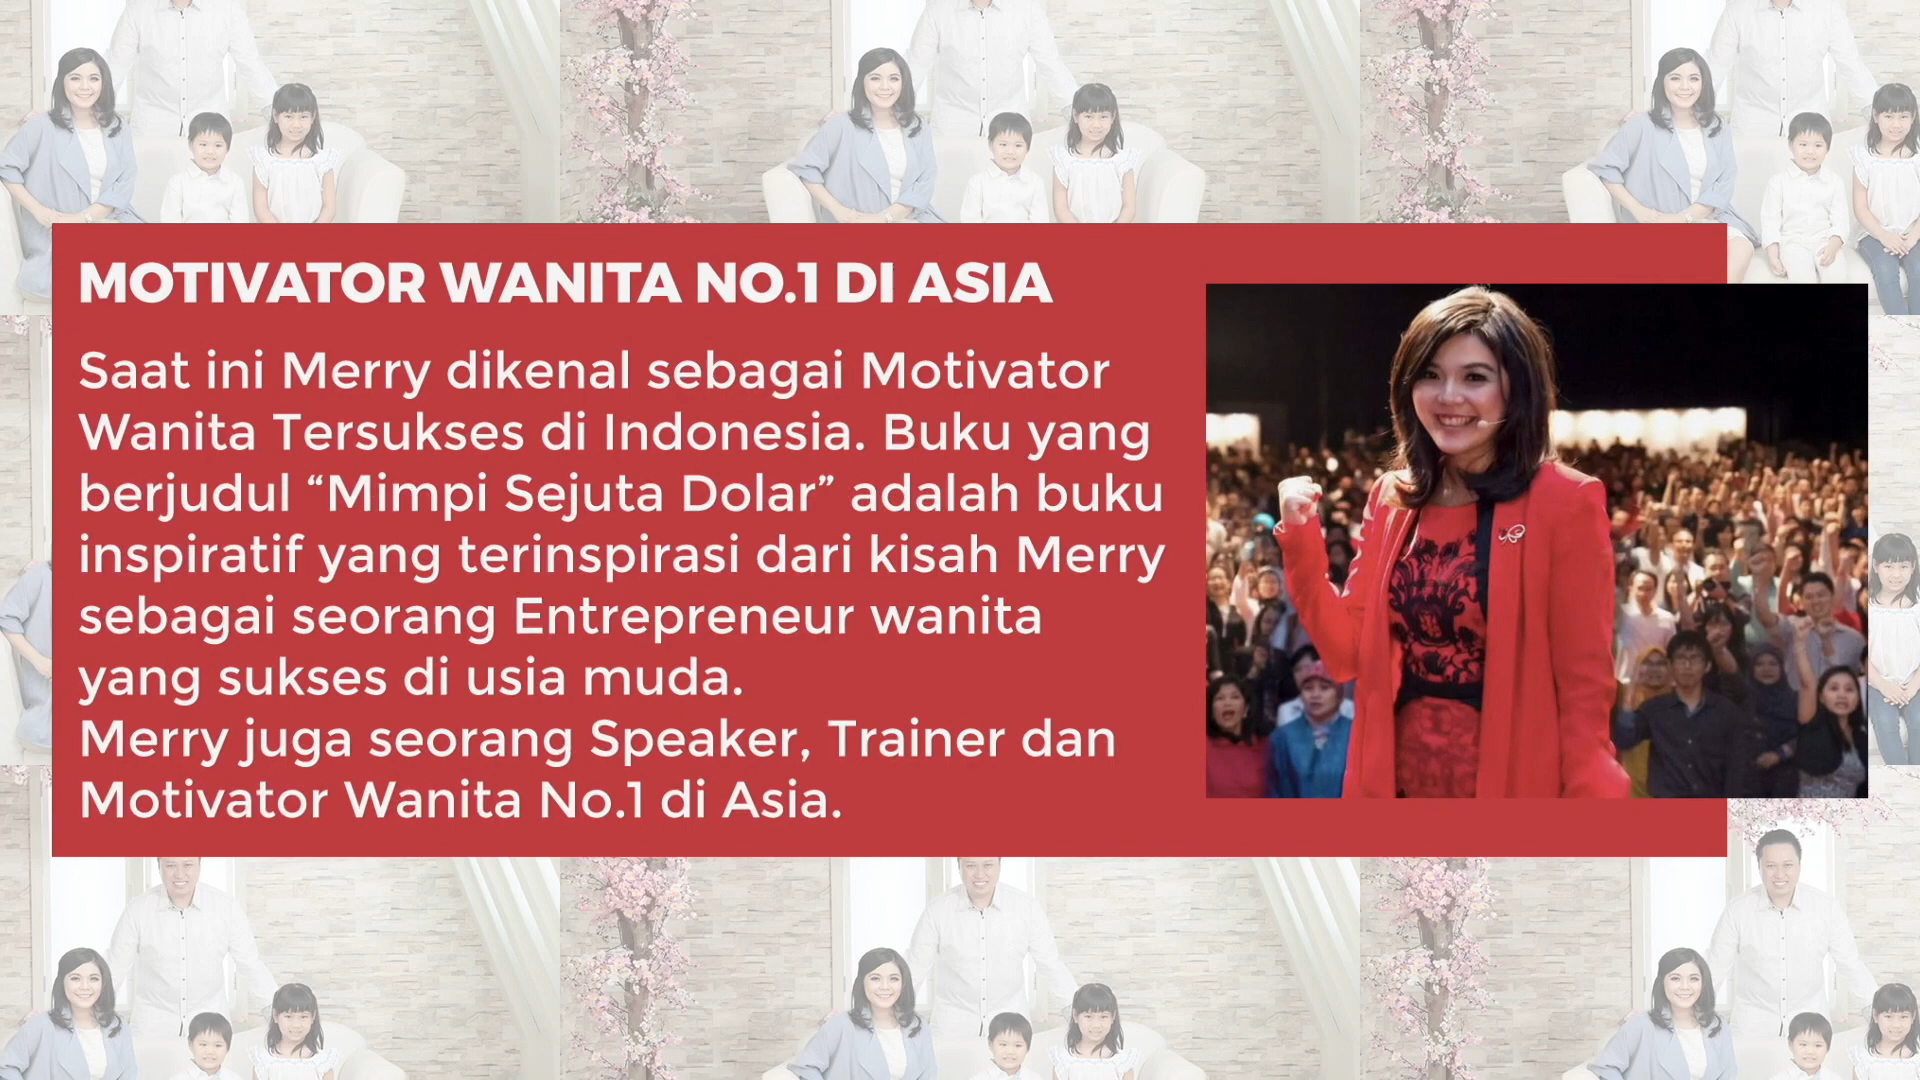 MOTIVATOR WANITA NO.1 DI ASIA
Saat ini Merry dikenal sebagai Motivator
Wanita Tersukses di Indonesia. Buku yang
berjudul “Mimpi Sejuta Dolar” adalah buku
inspiratif yang terinspirasi dari kisah Merry
sebagai seorang Entrepreneur wanita
yang sukses di usia muda.
Merry juga seorang Speaker, Trainer dan
Motivator Wanita No.1 di Asia.